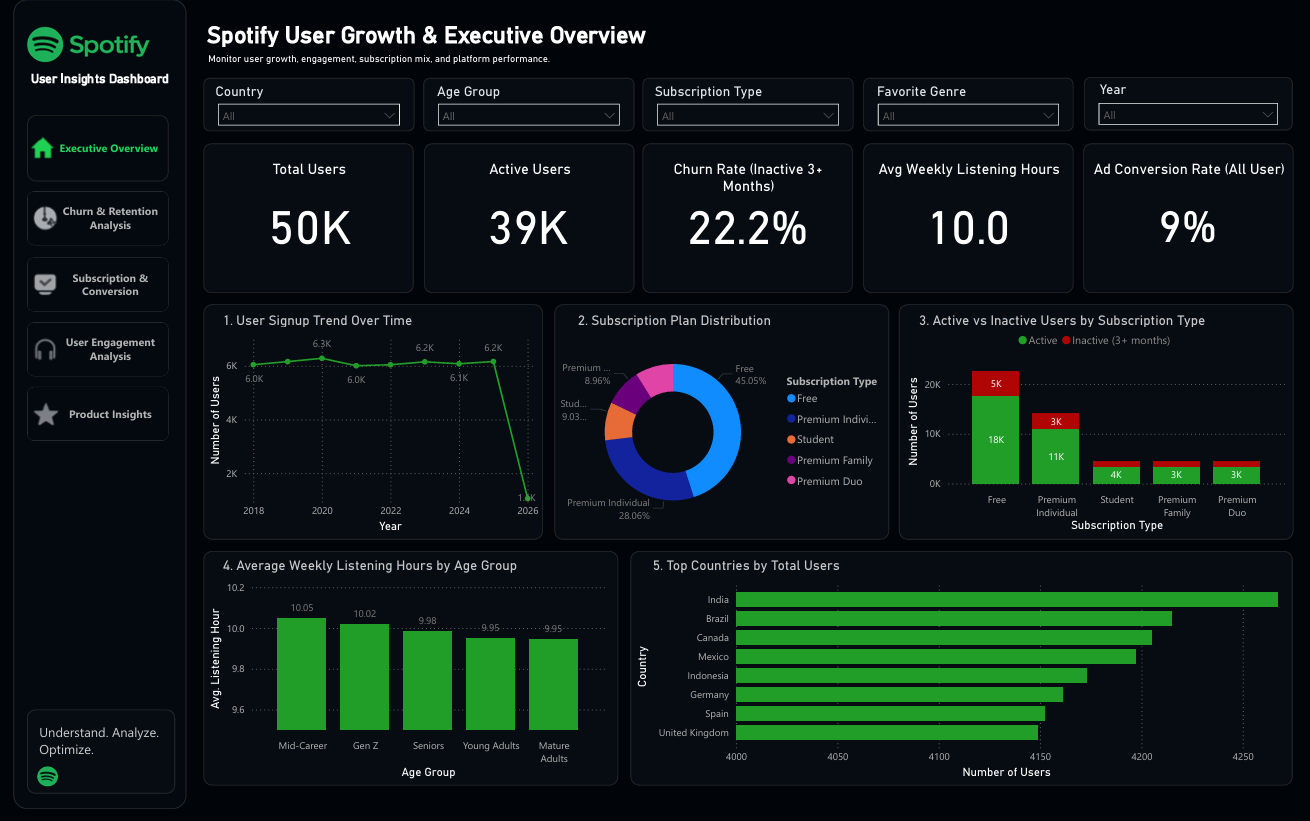 Spotify
User Insights Dashboard
Executive Overview
Churn & Retention
Analysis
Subscription &
Conversion
User Engagement
Analysis
Product Insights
Understand. Analyze.
Optimize.
Spotify User Growth & Executive Overview
Monitor user growth, engagement, subscription mix, and platform performance.
Country
All
Age Group
All
Subscription Type
All
Favorite Genre
All
Year
All
Total Users
50K
Active Users
39K
Churn Rate (Inactive 3+
Months)
22.2%
Avg Weekly Listening Hours
10.0
Ad Conversion Rate (All User)
9%
1. User Signup Trend Over Time
Number of Users
6K
4K
2K
6.0K
6.3K
6.0K
6.2K
6.1K
6.2K
2018
2020
2022
2024
2026
Year
2. Subscription Plan Distribution
Premium ...
8.96%
Stud...
9.03...
Free
45.05%
Premium Individual
28.06%
Subscription Type
Free
Premium Indivi...
Student
Premium Family
Premium Duo
3. Active vs Inactive Users by Subscription Type
Active
Inactive (3+ months)
Number of Users
20K
10K
0K
5K
18K
3K
11K
4K
3K
3K
Free
Premium
Individual
Student
Premium
Family
Premium
Duo
Subscription Type
4. Average Weekly Listening Hours by Age Group
Avg. Listening Hour
10.2
10.0
9.8
9.6
10.05
10.02
9.98
9.95
9.95
Mid-Career
Gen Z
Seniors
Young Adults
Mature
Adults
Age Group
5. Top Countries by Total Users
Country
India
Brazil
Canada
Mexico
Indonesia
Germany
Spain
United Kingdom
4000
4050
4100
4150
4200
4250
Number of Users